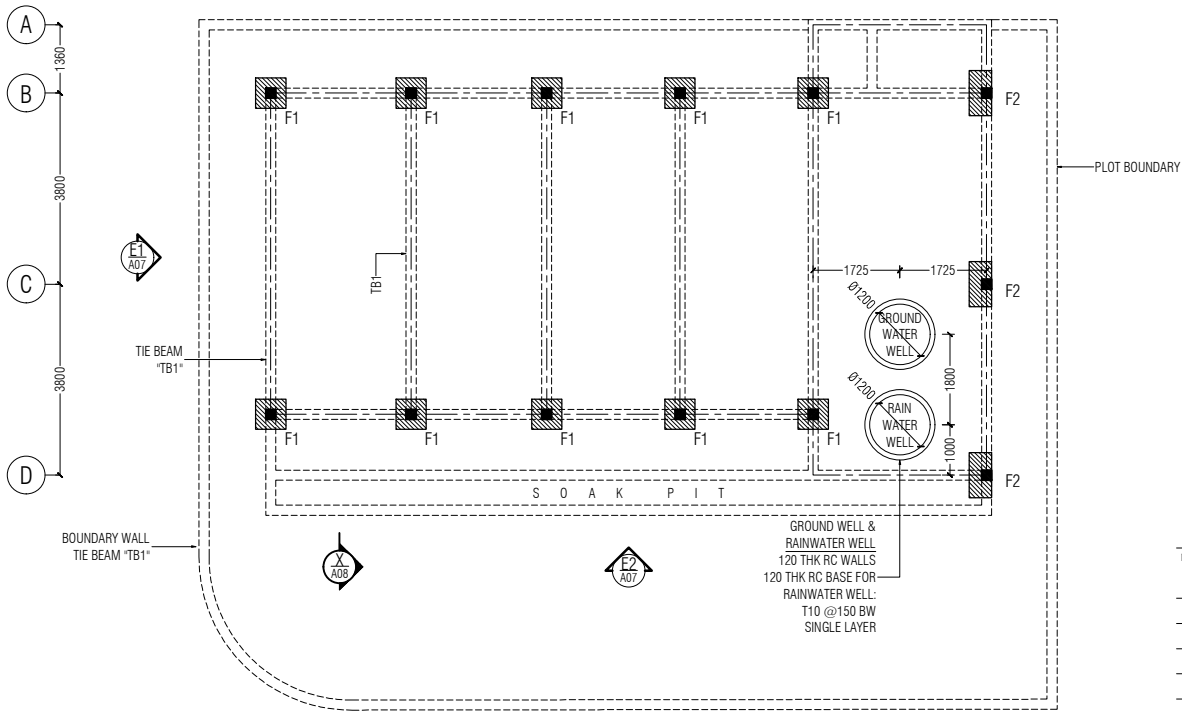 A
1360
B
F1
F1
F1
F1
F1
F2
PLOT BOUNDARY
3800
E1
A07
TB1
C
1725
1725
F2
Ø1200
GROUND
WATER
WELL
TIE BEAM
"TB1"
3800
1800
Ø1200
RAIN
WATER
WELL
F1
F1
F1
F1
F1
1000
D
F2
SOAK PIT
BOUNDARY WALL
TIE BEAM "TB1"
X
A08
E2
A07
GROUND WELL &
RAINWATER WELL
120 THK RC WALLS
120 THK RC BASE FOR
RAINWATER WELL:
T10 @150 BW
SINGLE LAYER